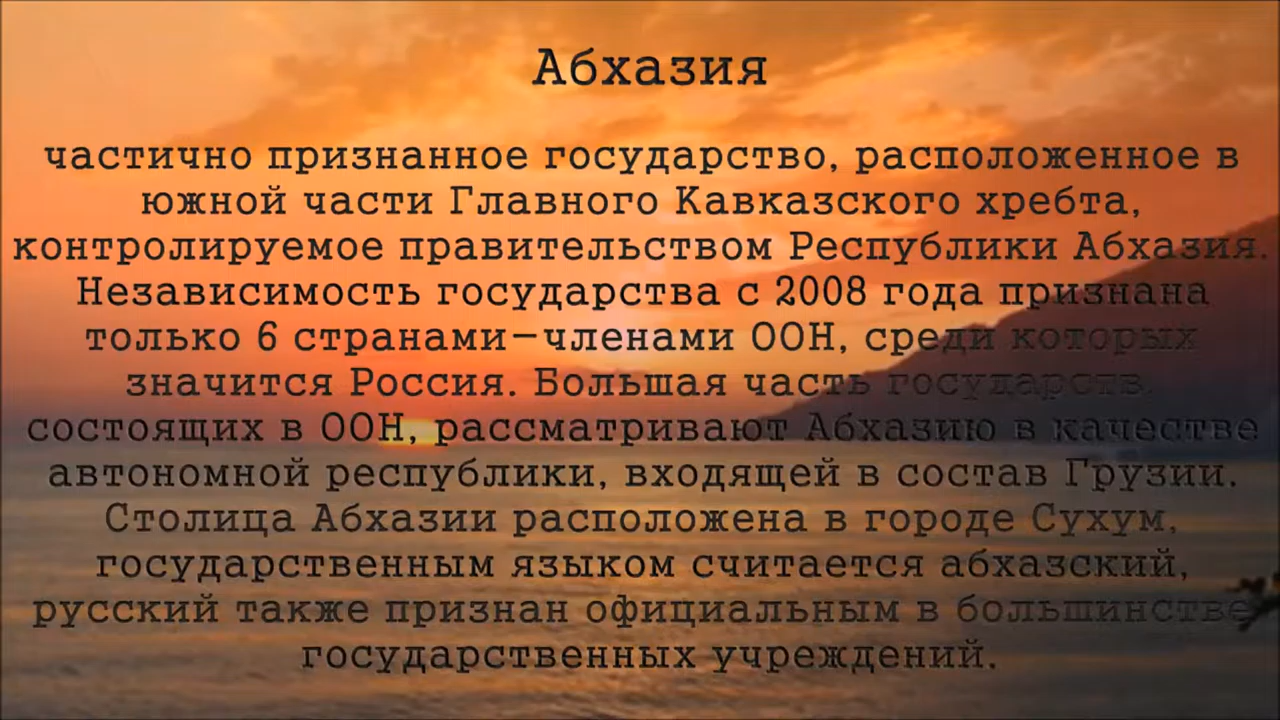 Абхазия
частично признанное государство, расположенное в
южной части Главного Кавказского хребта,
контролируемое правительством Республики Абхазия.
Независимость государства с 2008 года признана
только 6 странами-членами ООН, среди которых
значится Россия. Большая часть государств,
состоящих в ООН, рассматривают Абхазию в качестве
автономной республики, входящей в состав Грузии.
Столица Абхазии расположена в городе Сухум,
государственным языком считается абхазский,
русский также признан официальным в большинстве
государственных учреждений.